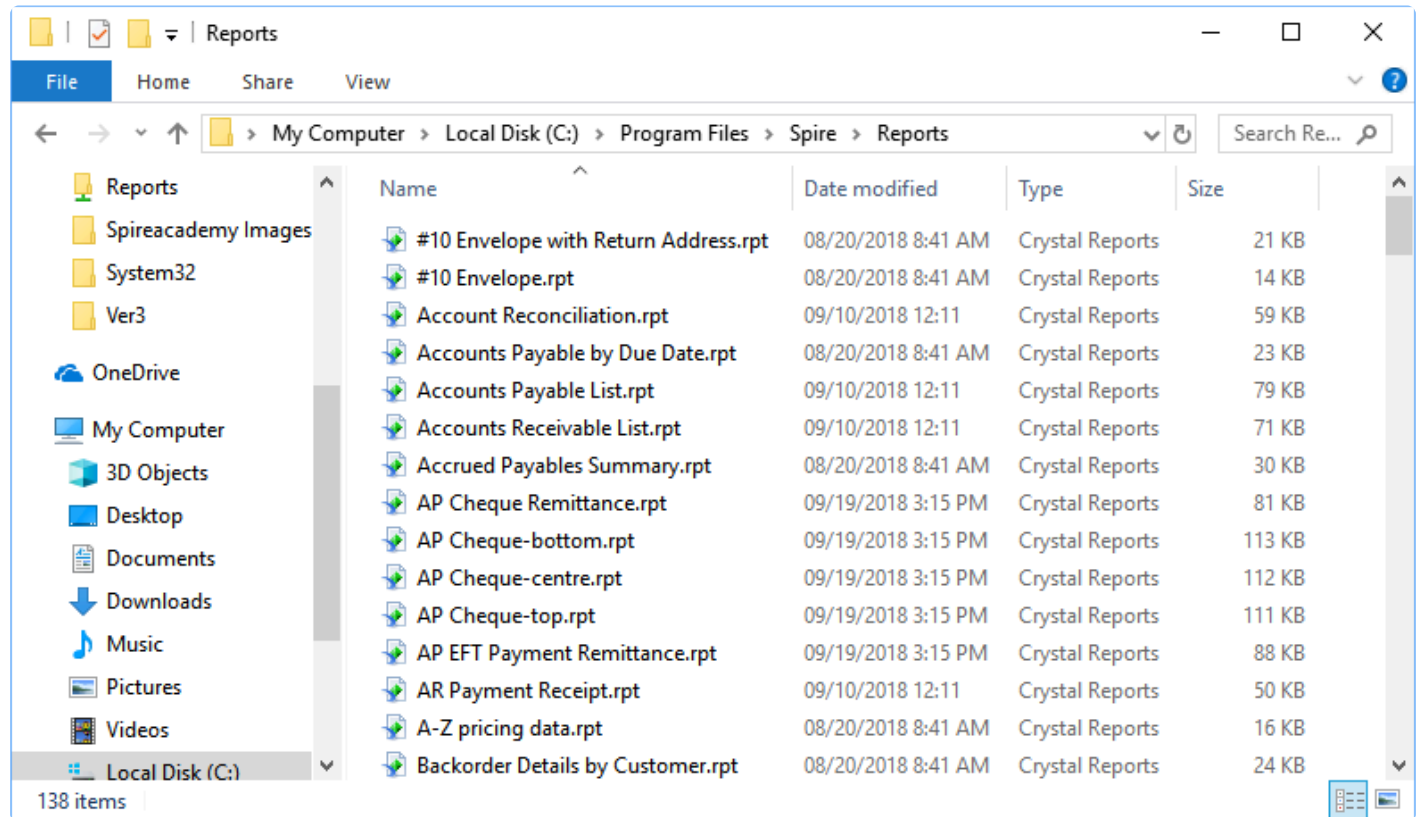 Reports
File Home Share View
My Computer > Local Disk (C:) > Program Files > Spire > Reports Search Re...
Reports
Spireacademy Images
System32
Ver3
OneDrive
My Computer
3D Objects
Desktop
Documents
Downloads
Music
Pictures
Videos
Local Disk (C:)
Name Date modified Type Size
#10 Envelope with Return Address.rpt 08/20/2018 8:41 AM Crystal Reports 21 KB
#10 Envelope.rpt 08/20/2018 8:41 AM Crystal Reports 14 KB
Account Reconciliation.rpt 09/10/2018 12:11 Crystal Reports 59 KB
Accounts Payable by Due Date.rpt 08/20/2018 8:41 AM Crystal Reports 23 KB
Accounts Payable List.rpt 09/10/2018 12:11 Crystal Reports 79 KB
Accounts Receivable List.rpt 09/10/2018 12:11 Crystal Reports 71 KB
Accrued Payables Summary.rpt 08/20/2018 8:41 AM Crystal Reports 30 KB
AP Cheque Remittance.rpt 09/19/2018 3:15 PM Crystal Reports 81 KB
AP Cheque-bottom.rpt 09/19/2018 3:15 PM Crystal Reports 113 KB
AP Cheque-centre.rpt 09/19/2018 3:15 PM Crystal Reports 112 KB
AP Cheque-top.rpt 09/19/2018 3:15 PM Crystal Reports 111 KB
AP EFT Payment Remittance.rpt 09/19/2018 3:15 PM Crystal Reports 88 KB
AR Payment Receipt.rpt 09/10/2018 12:11 Crystal Reports 50 KB
A-Z pricing data.rpt 08/20/2018 8:41 AM Crystal Reports 16 KB
Backorder Details by Customer.rpt 08/20/2018 8:41 AM Crystal Reports 24 KB
138 items